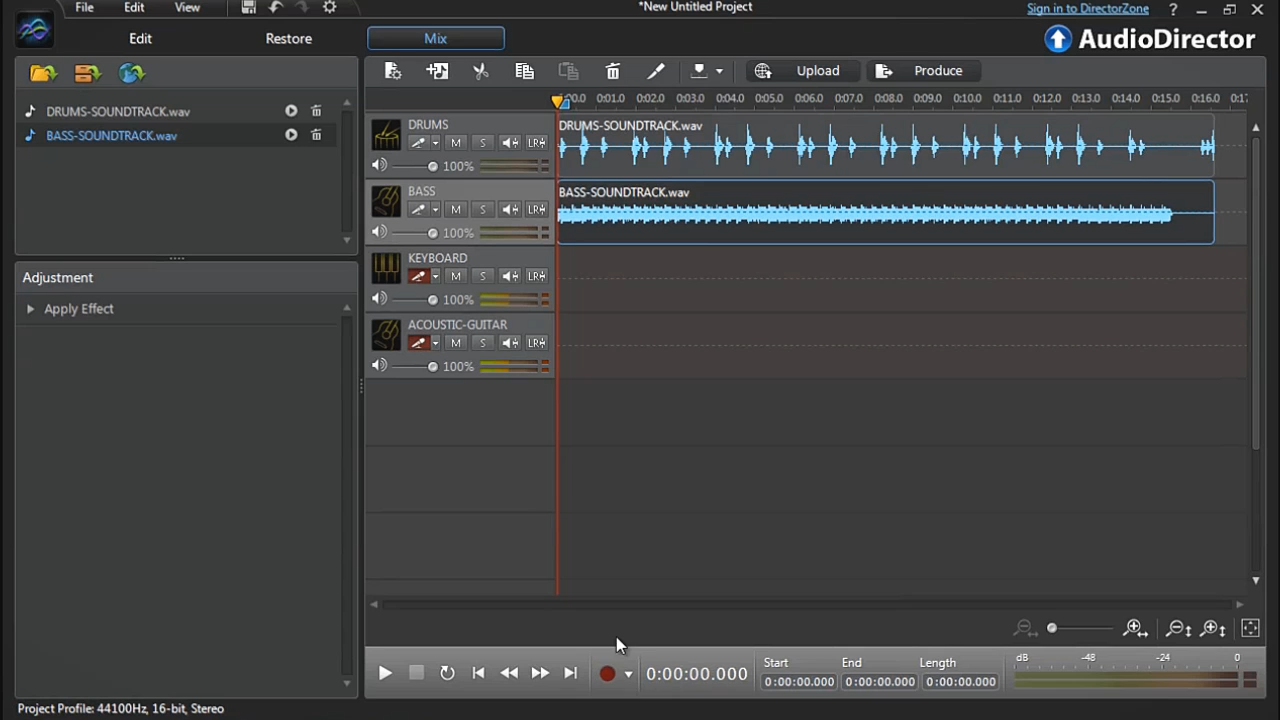 File Edit View
*New Untitled Project
Sign in to DirectorZone ?
Edit Restore Mix
AudioDirector
Upload Produce
DRUMS-SOUNDTRACK.wav
BASS-SOUNDTRACK.wav
:00.0 0:01.0 0:02.0 0:03.0 0:04.0 0:05.0 0:06.0 0:07.0 0:08.0 0:09.0 0:10.0 0:11.0 0:12.0 0:13.0 0:14.0 0:15.0 0:16.0 0:17
DRUMS
M S LR
100%
DRUMS-SOUNDTRACK.wav
BASS
M S LR
100%
BASS-SOUNDTRACK.wav
KEYBOARD
M S LR
100%
ACOUSTIC-GUITAR
M S LR
100%
Adjustment
Apply Effect
0:00:00.000
Start End Length
0:00:00.000 0:00:00.000 0:00:00.000
dB -48 -24 0
Project Profile: 44100Hz, 16-bit, Stereo